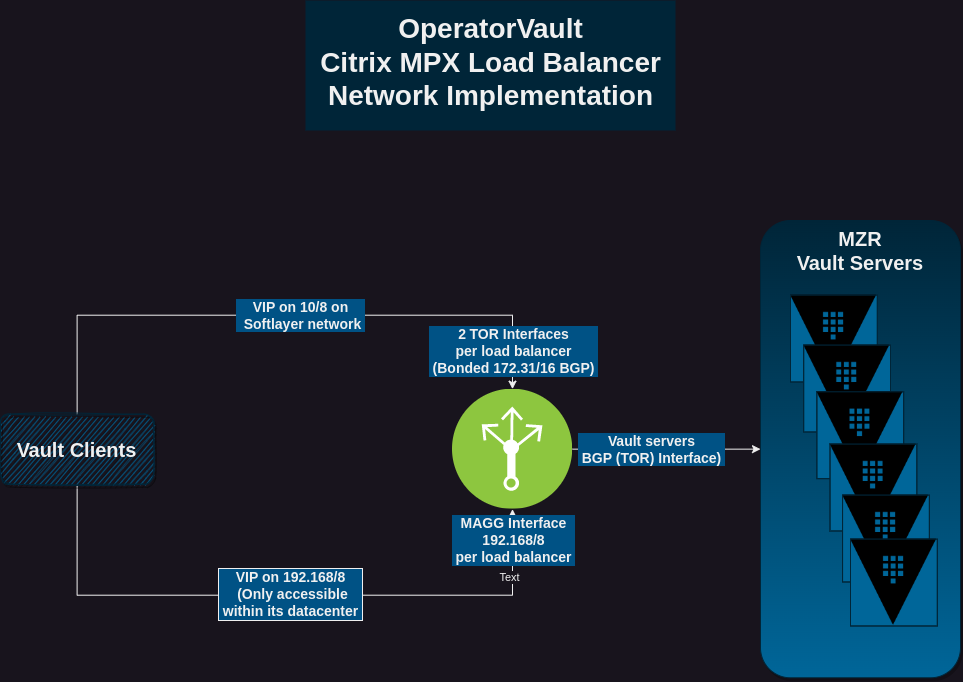 OperatorVault
Citrix MPX Load Balancer
Network Implementation
MZR
Vault Servers
VIP on 10/8 on
Softlayer network
2 TOR Interfaces
per load balancer
(Bonded 172.31/16 BGP)
Vault Clients
Vault servers
BGP (TOR) Interface)
MAGG Interface
192.168/8
per load balancer
Text
VIP on 192.168/8
(Only accessible
within its datacenter